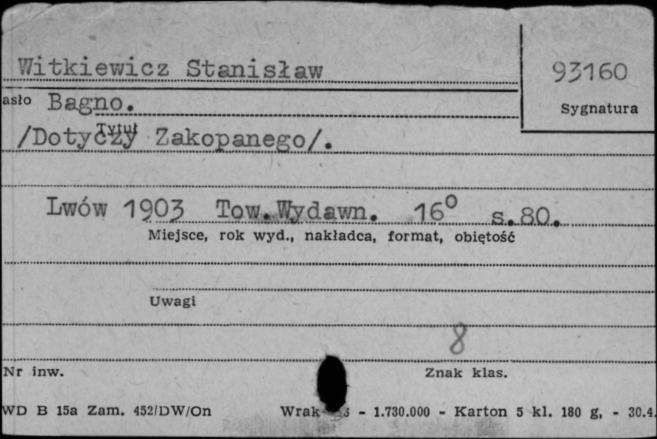 Witkiewicz Stanisław
93160
asło Bagno.
Sygnatura
Tytuł
/Dotyczy Zakopanego/.
Lwów 1903 Tow.Wydawn. 16° s.80.
Miejsce, rok wyd., nakładca, format, objętość
Uwagi
8
Nr inw. Znak klas.
WD B 15a Zam. 452/DW/On Wrak - 1.730.000 - Karton 5 kl. 180 g, - 30.4.